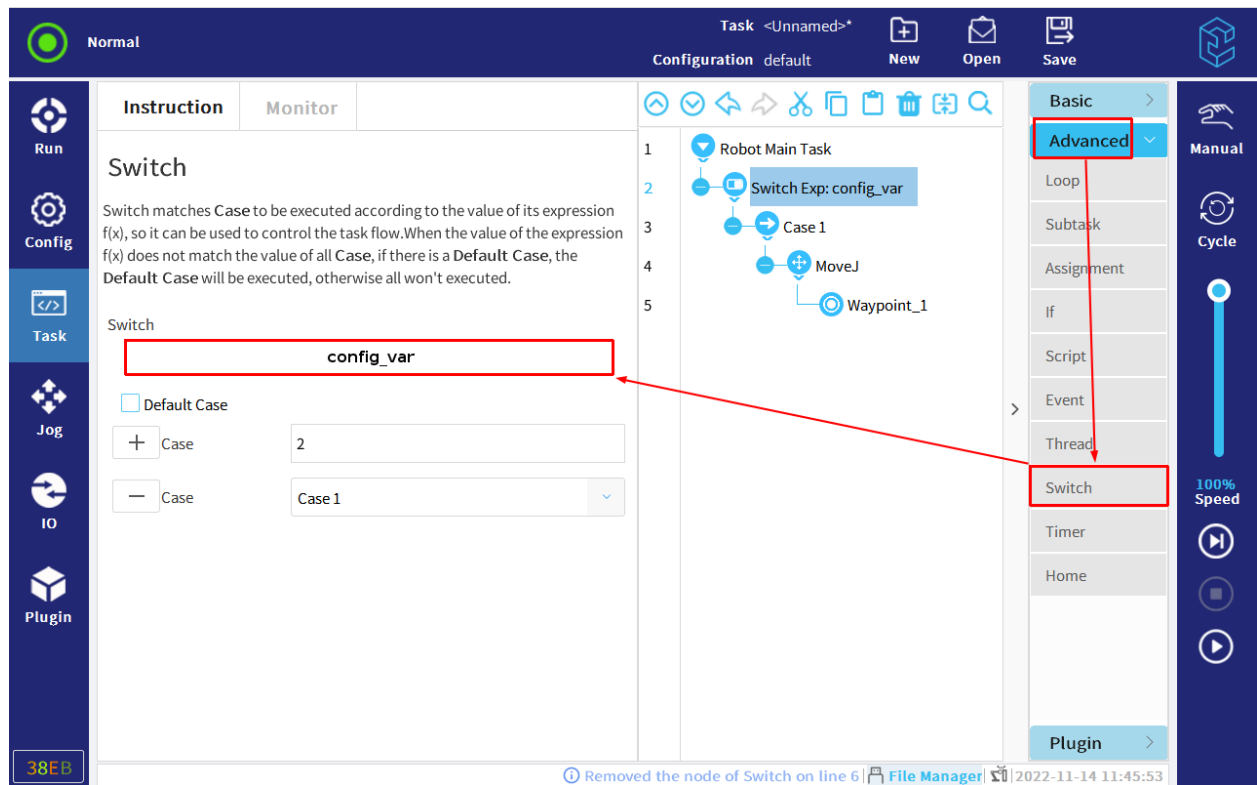 Normal
Task <Unnamed>*
Configuration default
New
Open
Save
Run
Config
Task
Jog
IO
Plugin
38EB
Instruction
Monitor
Switch
Switch matches Case to be executed according to the value of its expression
f(x), so it can be used to control the task flow.When the value of the expression
f(x) does not match the value of all Case, if there is a Default Case, the
Default Case will be executed, otherwise all won't executed.
Switch
config_var
Default Case
+ Case 2
— Case Case 1
1 Robot Main Task
2 Switch Exp: config_var
3 Case 1
4 MoveJ
5 Waypoint_1
Basic
Advanced
Loop
Subtask
Assignment
If
Script
Event
Thread
Switch
Timer
Home
Plugin
Manual
Cycle
100%
Speed
Removed the node of Switch on line 6 | File Manager | 2022-11-14 11:45:53